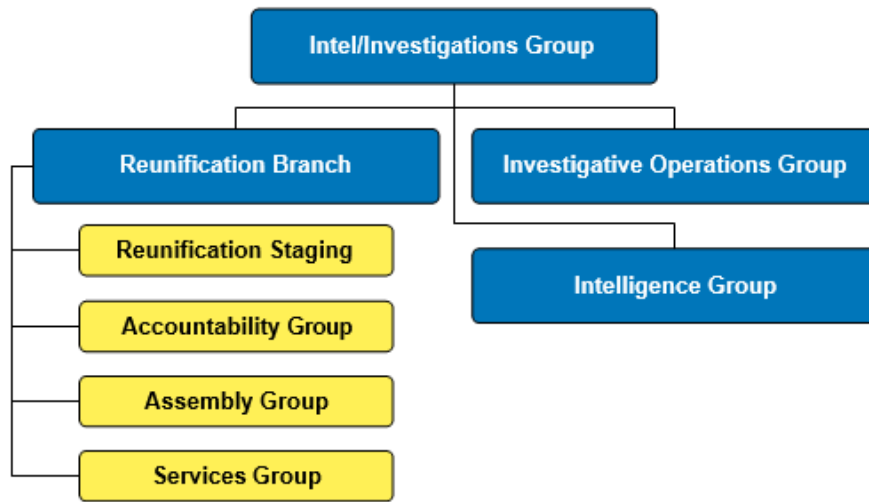 Intel/Investigations Group
Reunification Branch
Investigative Operations Group
Reunification Staging
Intelligence Group
Accountability Group
Assembly Group
Services Group